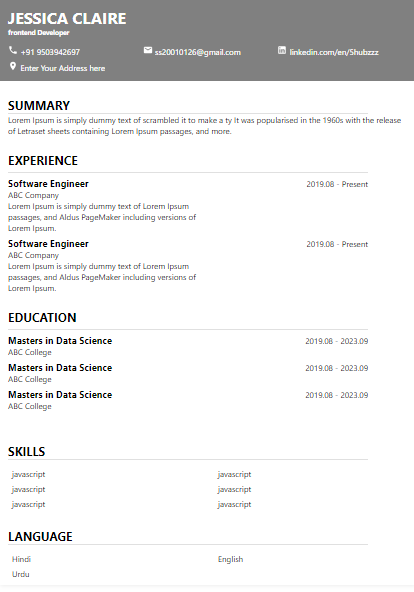 JESSICA CLAIRE
frontend Developer
+91 9503942697 ss20010126@gmail.com linkedin.com/en/Shubzzz
Enter Your Address here
SUMMARY
Lorem Ipsum is simply dummy text of scrambled it to make a ty It was popularised in the 1960s with the release
of Letraset sheets containing Lorem Ipsum passages, and more.
EXPERIENCE
Software Engineer 2019.08 - Present
ABC Company
Lorem Ipsum is simply dummy text of Lorem Ipsum
passages, and Aldus PageMaker including versions of
Lorem Ipsum.
Software Engineer 2019.08 - Present
ABC Company
Lorem Ipsum is simply dummy text of Lorem Ipsum
passages, and Aldus PageMaker including versions of
Lorem Ipsum.
EDUCATION
Masters in Data Science 2019.08 - 2023.09
ABC College
Masters in Data Science 2019.08 - 2023.09
ABC College
Masters in Data Science 2019.08 - 2023.09
ABC College
SKILLS
javascript javascript
javascript javascript
javascript javascript
LANGUAGE
Hindi English
Urdu